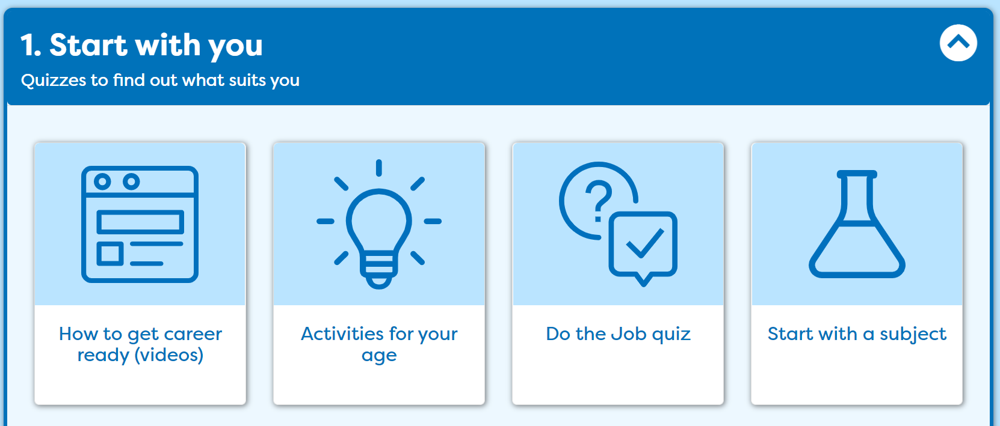 1. Start with you
Quizzes to find out what suits you
How to get career
ready (videos)
Activities for your
age
Do the Job quiz
Start with a subject